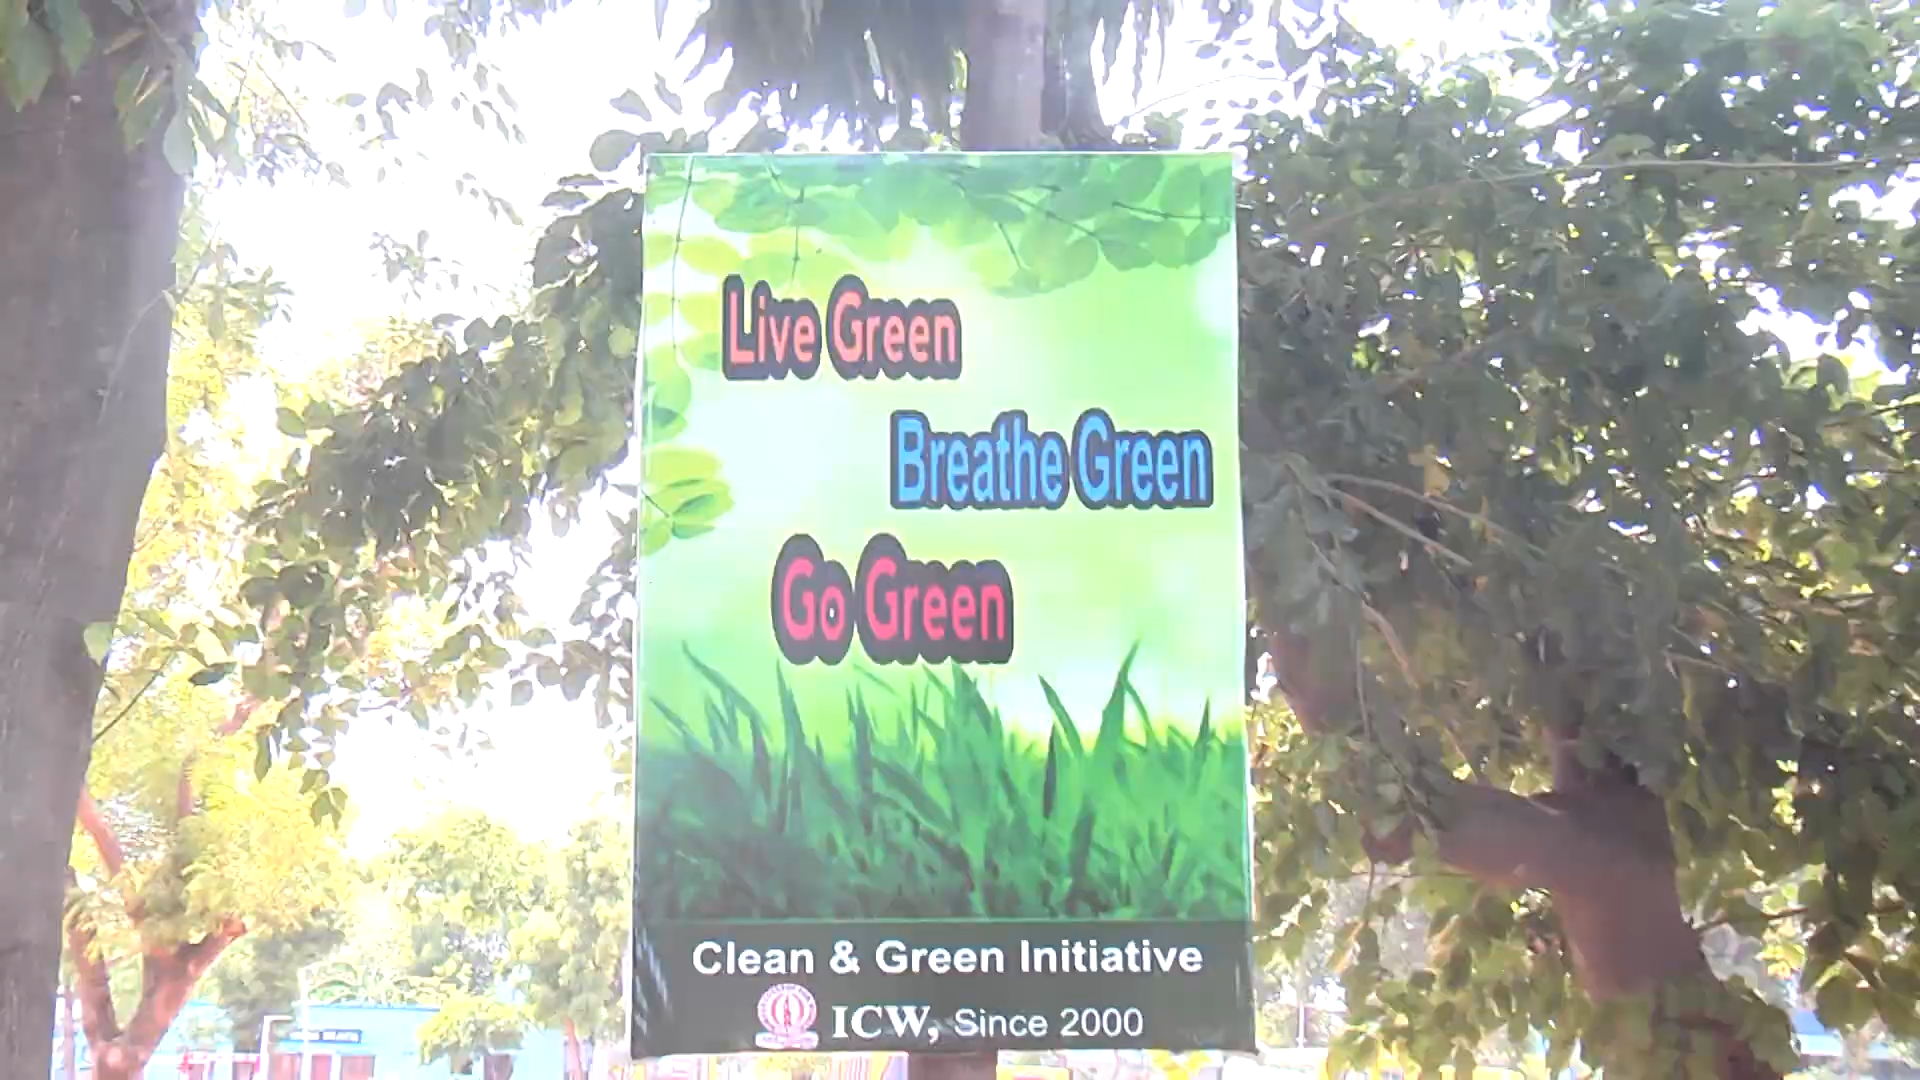 Live Green
Breathe Green
Go Green
Clean & Green Initiative
ICW, Since 2000